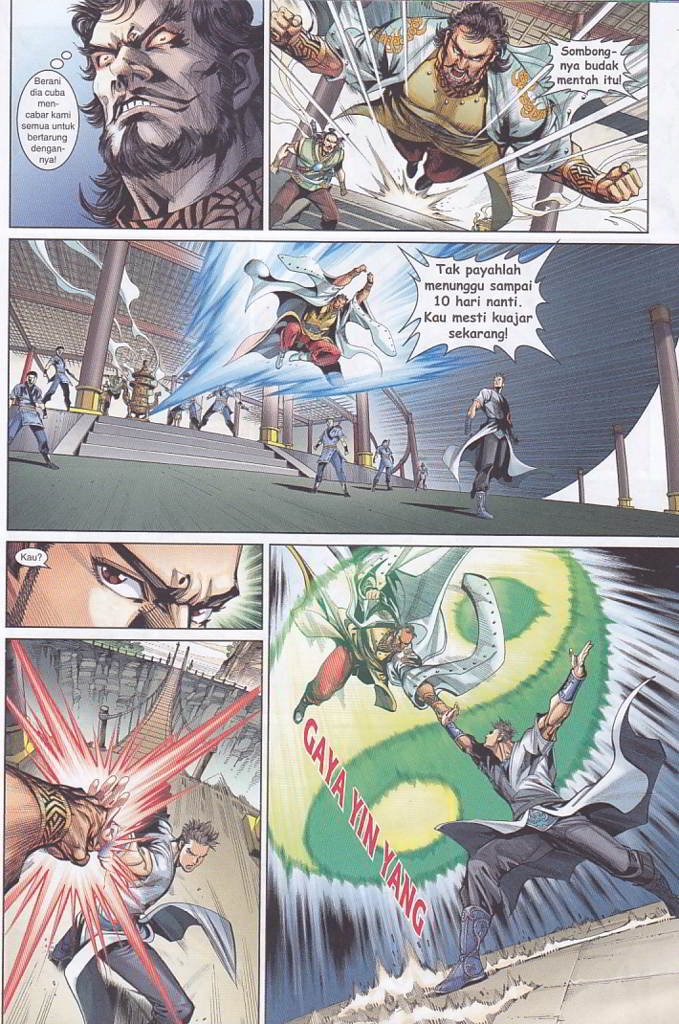 Berani
dia cuba
men-
cabar kami
semua untuk
bertarung
dengan-
nya!
Sombong-
nya budak
mentah itu!
Tak payahlah
menunggu sampai
10 hari nanti.
Kau mesti kuajar
sekarang!
Kau?
GAYA YIN YANG